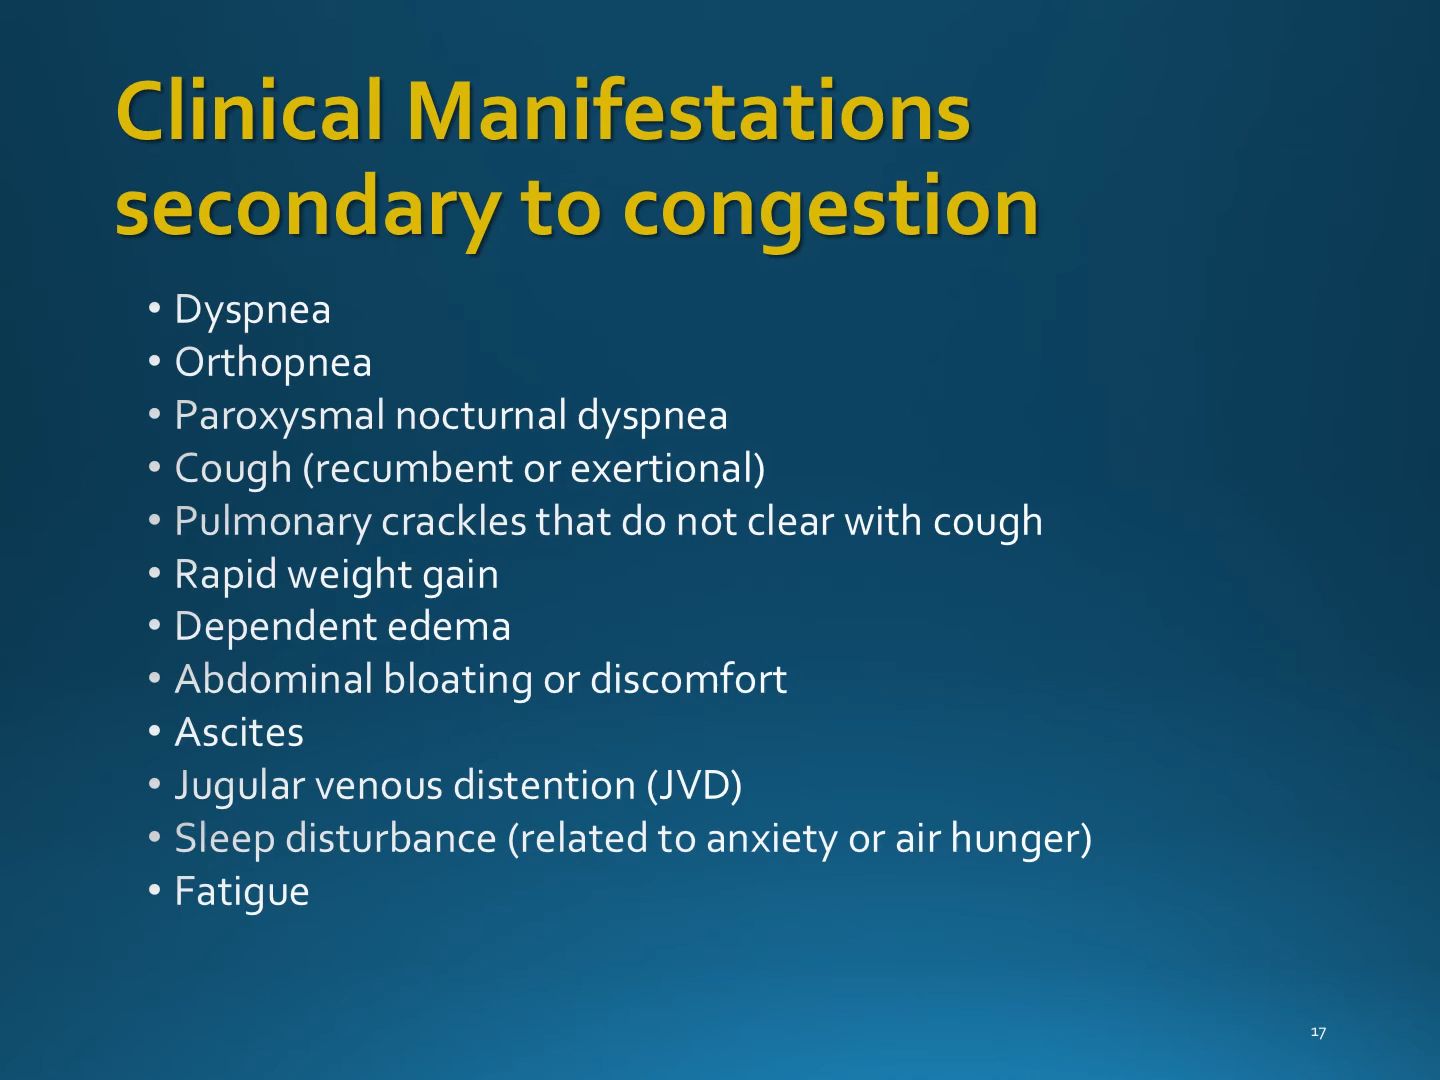 Clinical Manifestations
secondary to congestion
• Dyspnea
• Orthopnea
• Paroxysmal nocturnal dyspnea
• Cough (recumbent or exertional)
• Pulmonary crackles that do not clear with cough
• Rapid weight gain
• Dependent edema
• Abdominal bloating or discomfort
• Ascites
• Jugular venous distention (JVD)
• Sleep disturbance (related to anxiety or air hunger)
• Fatigue
17